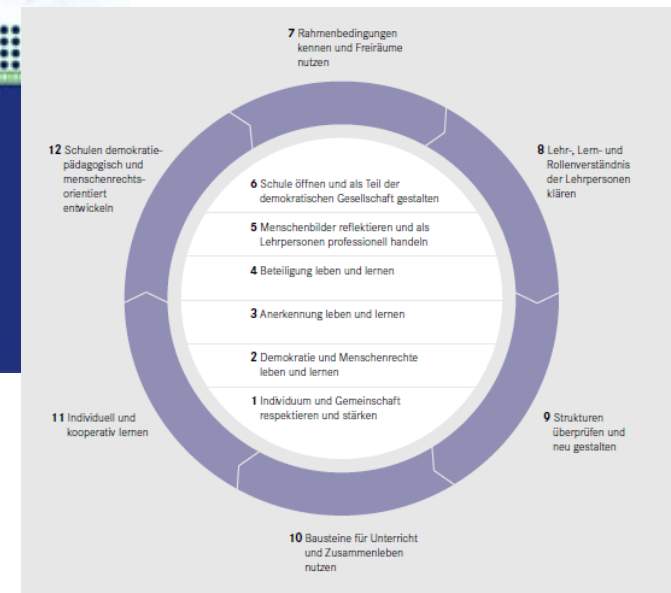 7 Rahmenbedingungen
kennen und Freiräume
nutzen
12 Schulen demokratie-
pädagogisch und
menschenrechts-
orientiert
entwickeln
8 Lehr-, Lern- und
Rollenverständnis
der Lehrpersonen
klären
6 Schule öffnen und als Teil der
demokratischen Gesellschaft gestalten
5 Menschenbilder reflektieren und als
Lehrpersonen professionell handeln
4 Beteiligung leben und lernen
3 Anerkennung leben und lernen
2 Demokratie und Menschenrechte
leben und lernen
1 Individuum und Gemeinschaft
respektieren und stärken
11 Individuell und
kooperativ lernen
9 Strukturen
überprüfen und
neu gestalten
10 Bausteine für Unterricht
und Zusammenleben
nutzen